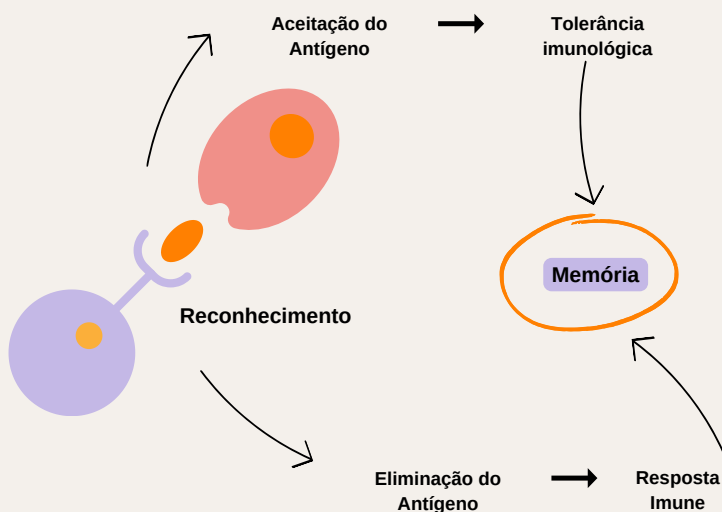 Aceitação do
Antígeno
Tolerância
imunológica
Memória
Reconhecimento
Eliminação do
Antígeno
Resposta
Imune